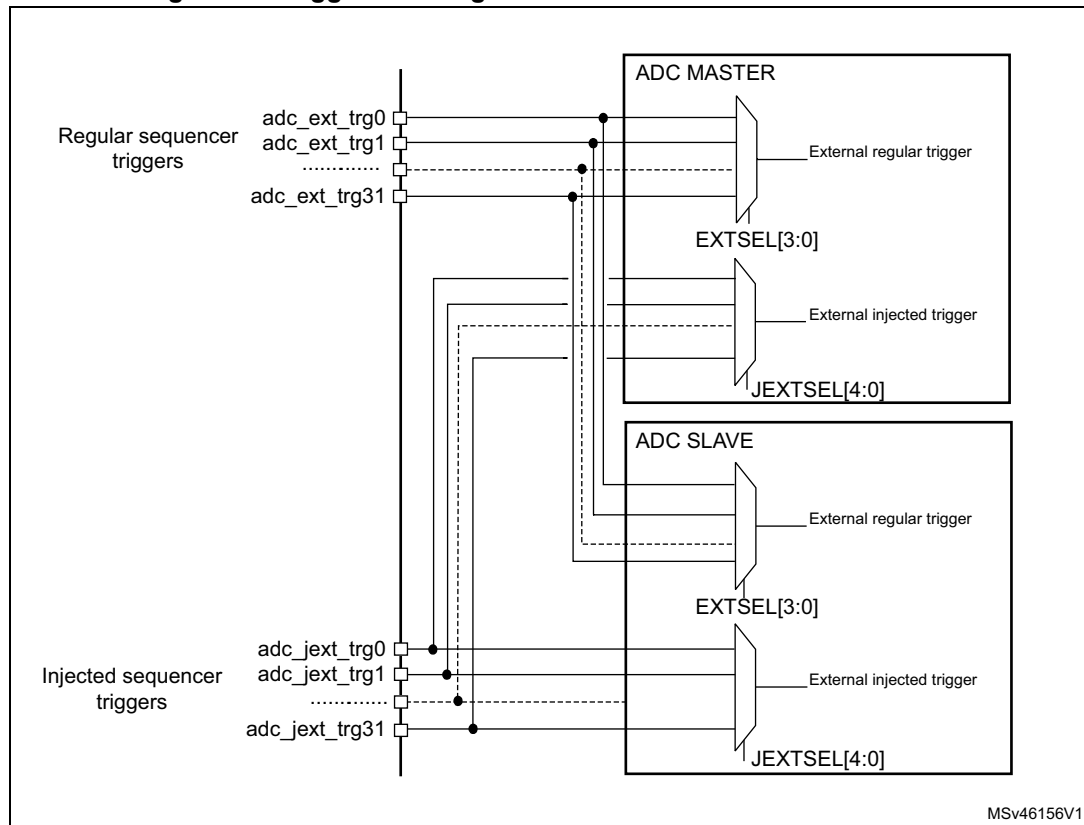 ADC MASTER
adc_ext_trg0
Regular sequencer
triggers
adc_ext_trg1
External regular trigger
.............
adc_ext_trg31
EXTSEL[3:0]
External injected trigger
JEXTSEL[4:0]
ADC SLAVE
External regular trigger
EXTSEL[3:0]
adc_jext_trg0
Injected sequencer
triggers
adc_jext_trg1
External injected trigger
.............
adc_jext_trg31
JEXTSEL[4:0]
MSv46156V1